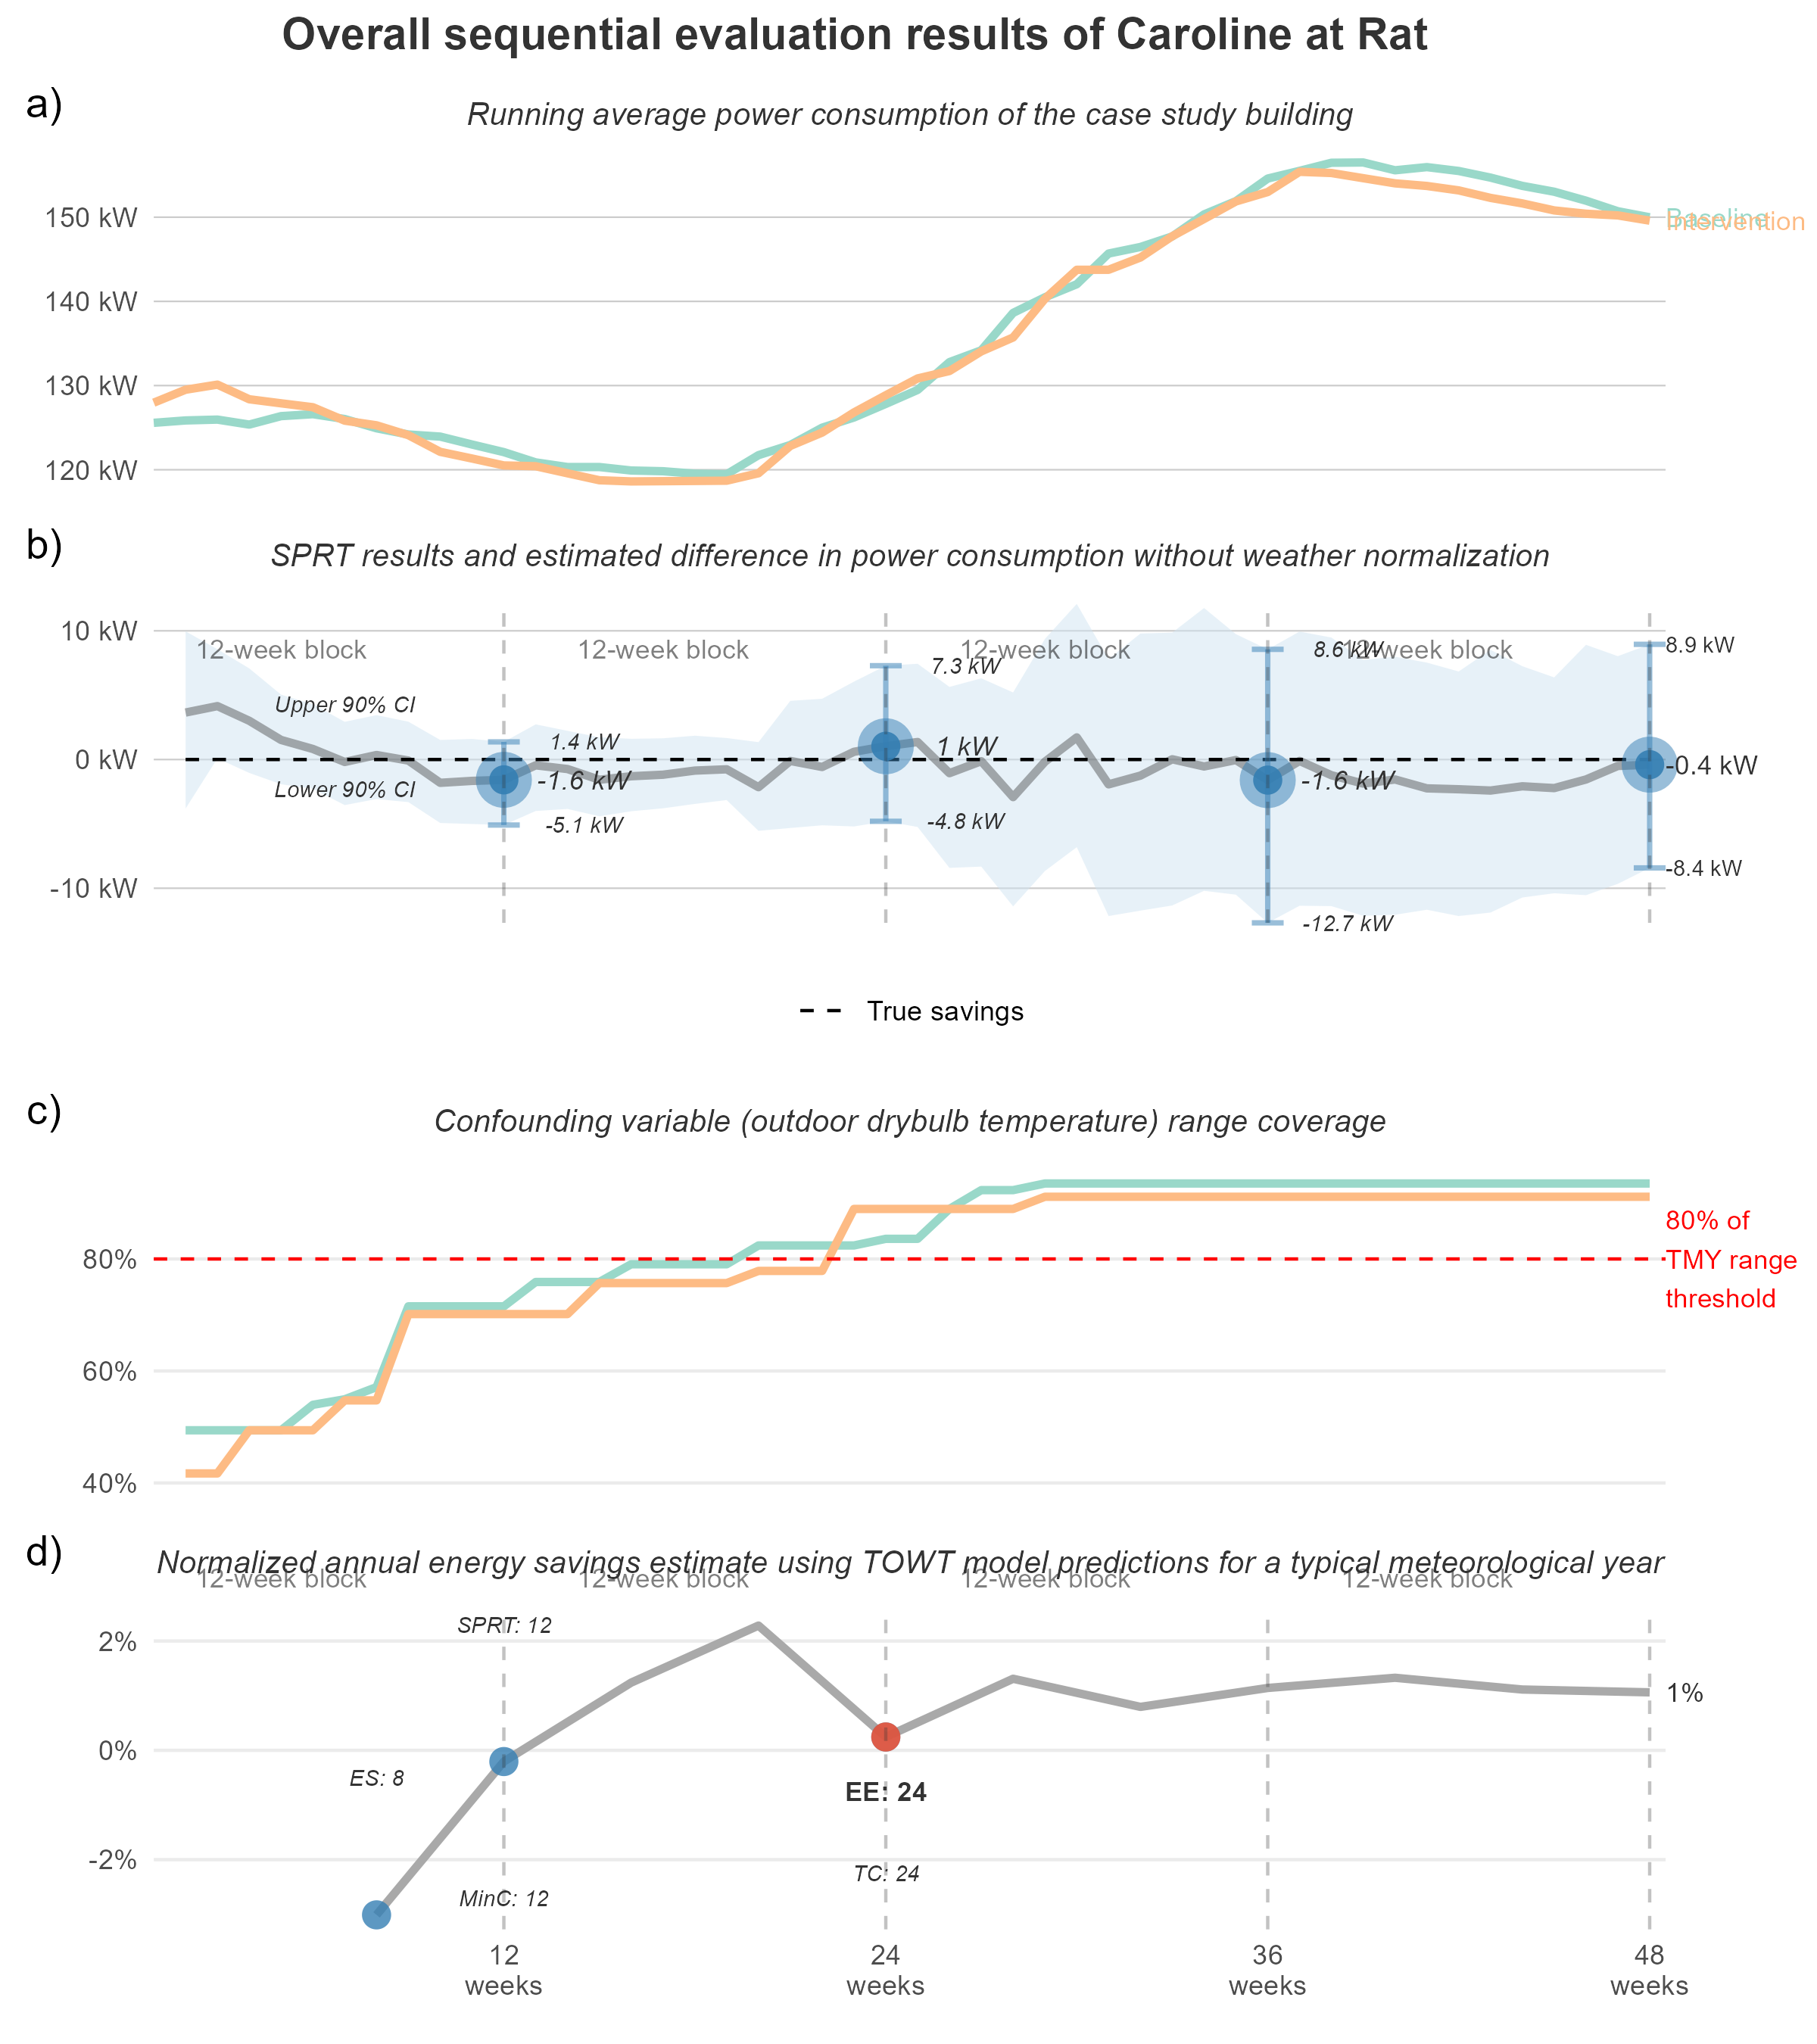 Overall sequential evaluation results of Caroline at Rat
a)
Running average power consumption of the case study building
150 kW
140 kW
130 kW
120 kW
Baseline
Intervention
b)
SPRT results and estimated difference in power consumption without weather normalization
10 kW
0 kW
-10 kW
12-week block
12-week block
12-week block
12-week block
Upper 90% CI
Lower 90% CI
1.4 kW
-1.6 kW
-5.1 kW
7.3 kW
1 kW
-4.8 kW
8.6 kW
-1.6 kW
-12.7 kW
8.9 kW
-0.4 kW
-8.4 kW
True savings
c)
Confounding variable (outdoor drybulb temperature) range coverage
80%
60%
40%
80% of
TMY range
threshold
d)
Normalized annual energy savings estimate using TOWT model predictions for a typical meteorological year
12-week block
12-week block
12-week block
12-week block
2%
0%
-2%
SPRT: 12
ES: 8
MinC: 12
EE: 24
TC: 24
1%
12
weeks
24
weeks
36
weeks
48
weeks